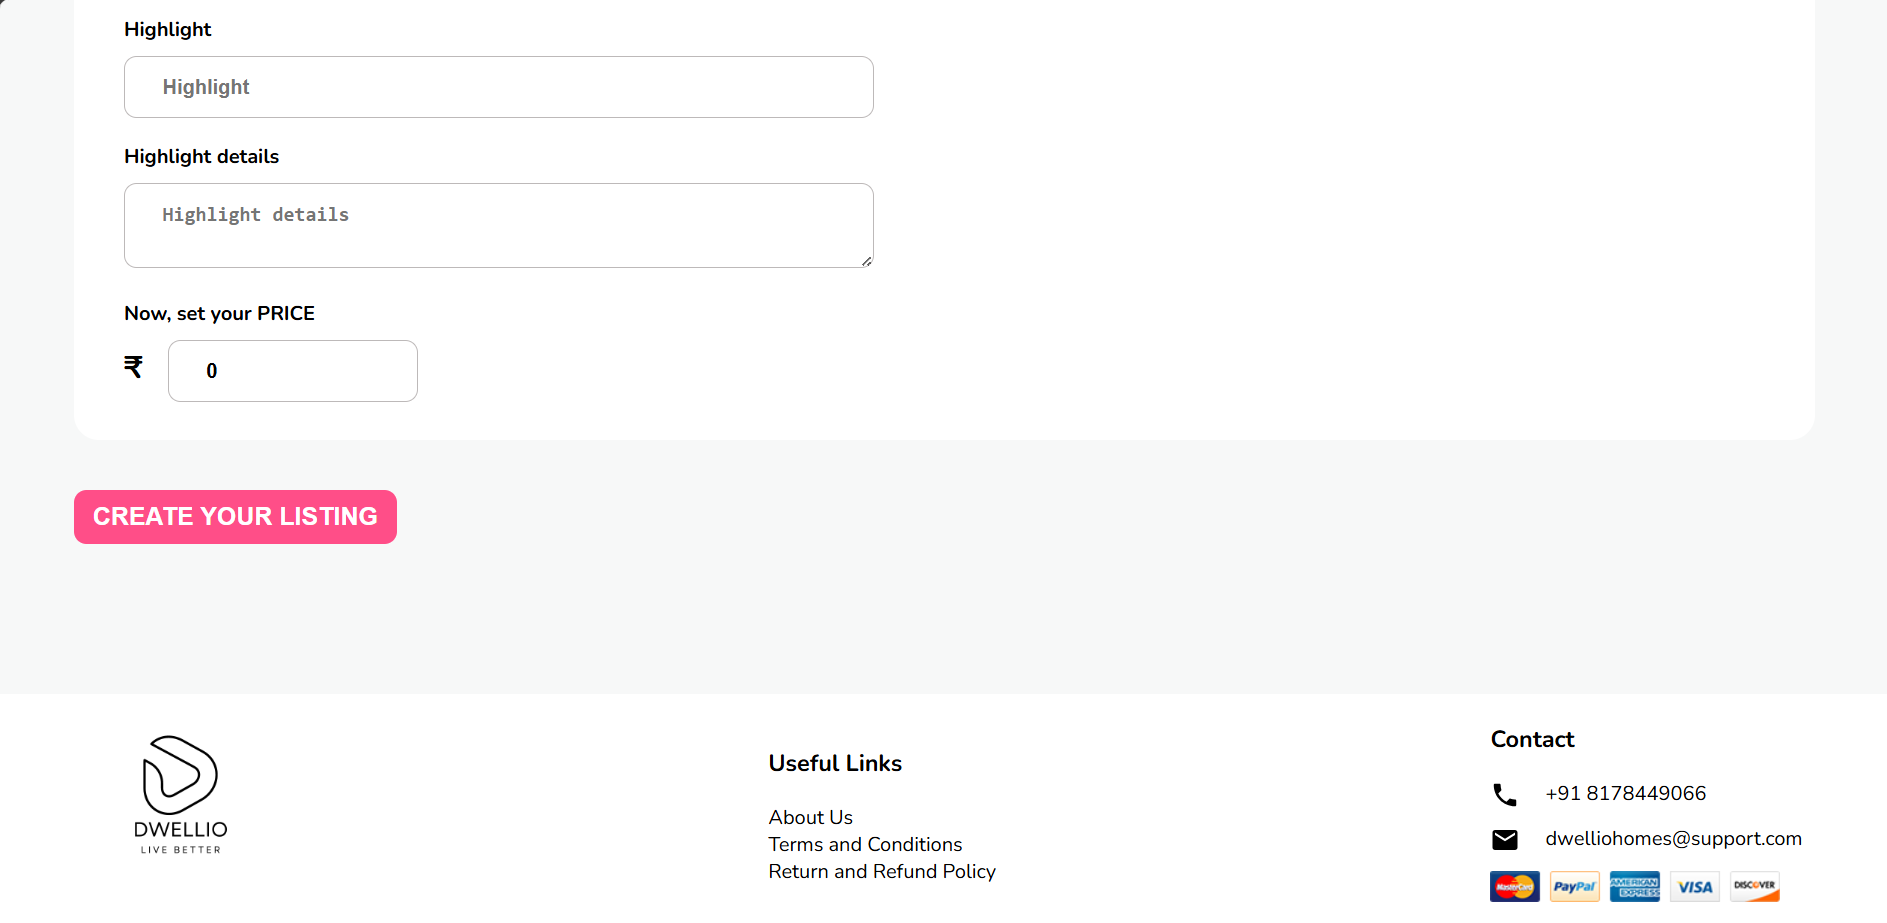 Highlight
Highlight
Highlight details
Highlight details
Now, set your PRICE
₹ 0
CREATE YOUR LISTING
DWELLIO
LIVE BETTER
Useful Links
About Us
Terms and Conditions
Return and Refund Policy
Contact
+91 8178449066
dwelliohomes@support.com
MasterCard PayPal AMERICAN EXPRESS VISA DISCOVER